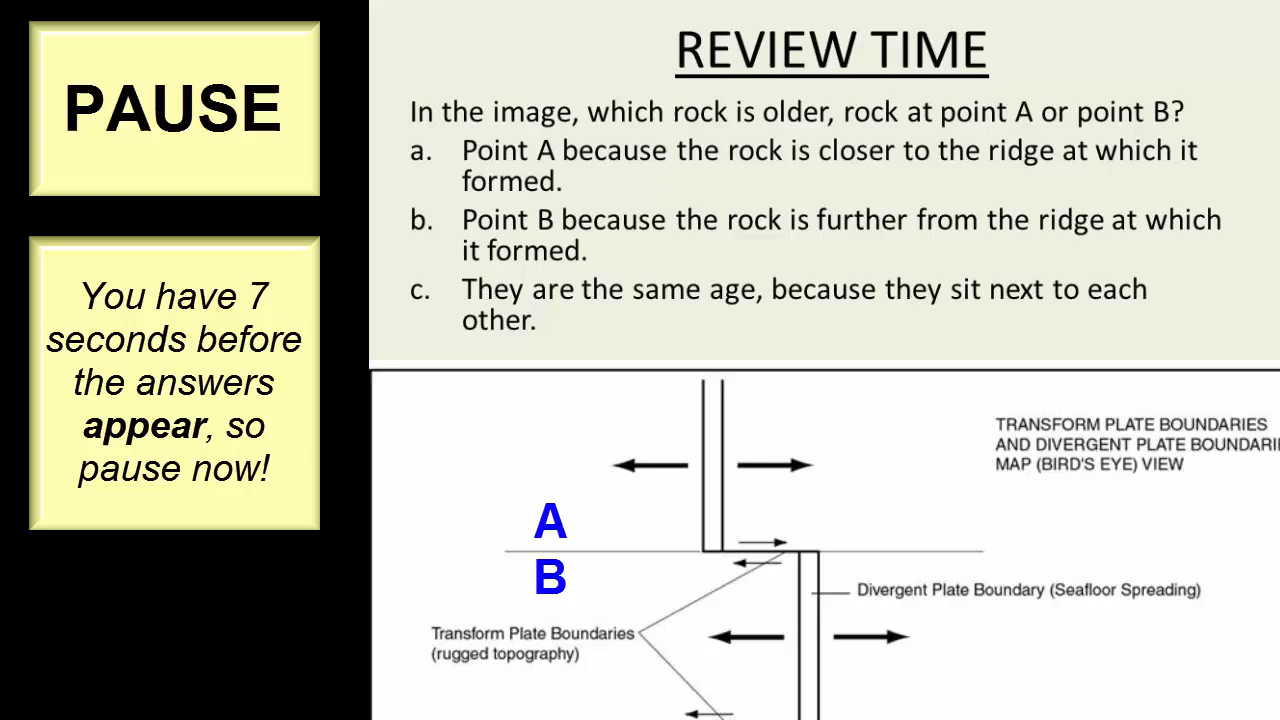 PAUSE
You have 7
seconds before
the answers
appear, so
pause now!
REVIEW TIME
In the image, which rock is older, rock at point A or point B?
a. Point A because the rock is closer to the ridge at which it
formed.
b. Point B because the rock is further from the ridge at which
it formed.
c. They are the same age, because they sit next to each
other.
TRANSFORM PLATE BOUNDARIES
AND DIVERGENT PLATE BOUNDARI
MAP (BIRD'S EYE) VIEW
A
B
Divergent Plate Boundary (Seafloor Spreading)
Transform Plate Boundaries
(rugged topography)